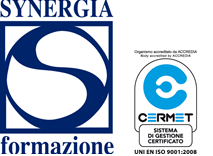 SYNERGIA
formazione
Organismo accreditato da ACCREDIA
Body accredited by ACCREDIA
CERMET
SISTEMA
DI GESTIONE
CERTIFICATO
UNI EN ISO 9001:2008